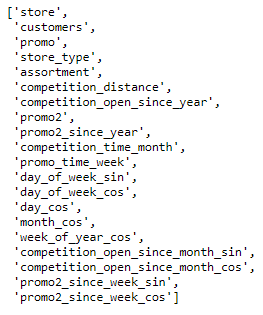 ['store',
'customers',
'promo',
'store_type',
'assortment',
'competition_distance',
'competition_open_since_year',
'promo2',
'promo2_since_year',
'competition_time_month',
'promo_time_week',
'day_of_week_sin',
'day_of_week_cos',
'day_cos',
'month_cos',
'week_of_year_cos',
'competition_open_since_month_sin',
'competition_open_since_month_cos',
'promo2_since_week_sin',
'promo2_since_week_cos']